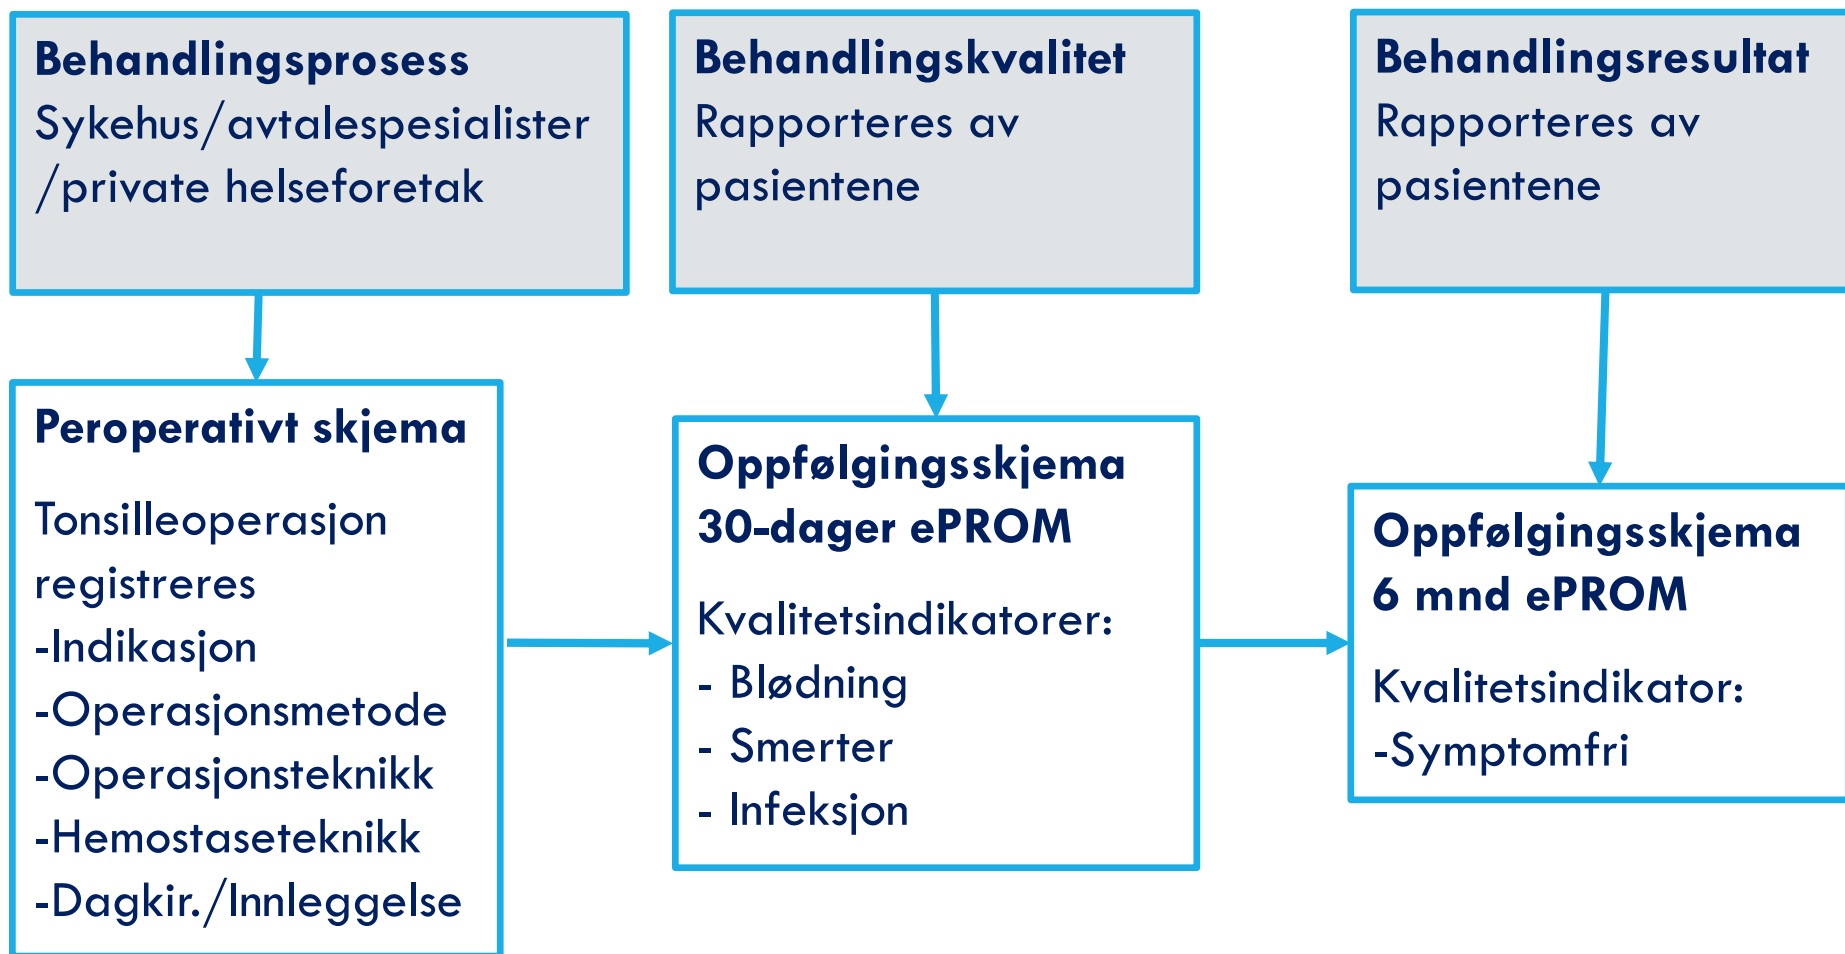 Behandlingsprosess
Sykehus/avtalespesialister
/private helseforetak
Behandlingskvalitet
Rapporteres av
pasientene
Behandlingsresultat
Rapporteres av
pasientene
Peroperativt skjema
Tonsilleoperasjon
registreres
-Indikasjon
-Operasjonsmetode
-Operasjonsteknikk
-Hemostaseteknikk
-Dagkir./Innleggelse
Oppfølgingsskjema
30-dager ePROM
Kvalitetsindikatorer:
- Blødning
- Smerter
- Infeksjon
Oppfølgingsskjema
6 mnd ePROM
Kvalitetsindikator:
-Symptomfri